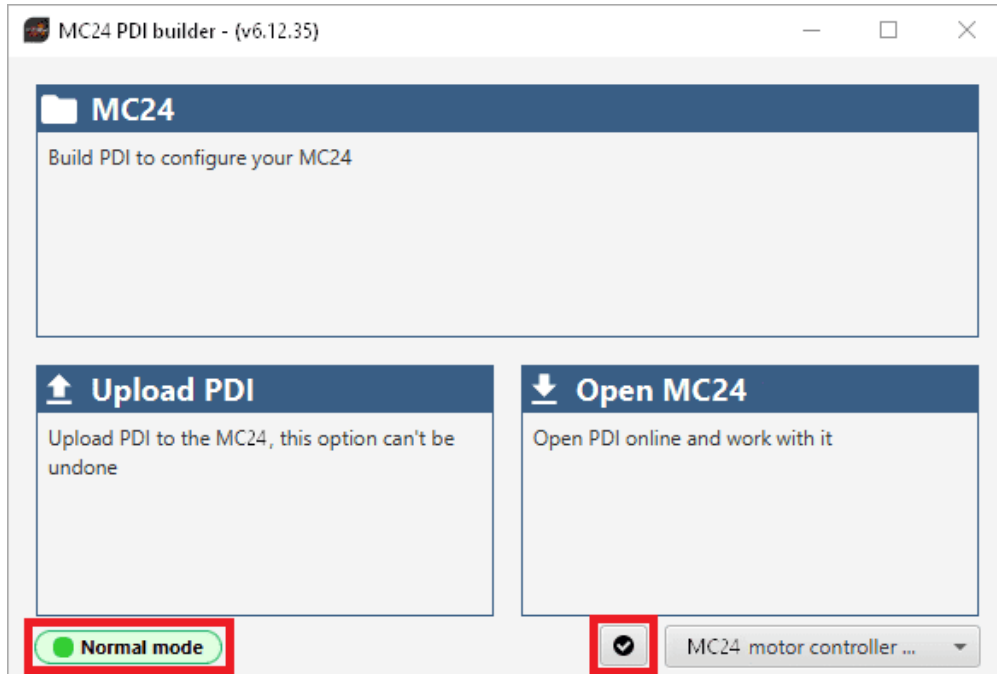 MC24 PDI builder - (v6.12.35)
MC24
Build PDI to configure your MC24
Upload PDI
Upload PDI to the MC24, this option can't be
undone
Open MC24
Open PDI online and work with it
Normal mode
MC24 motor controller ...